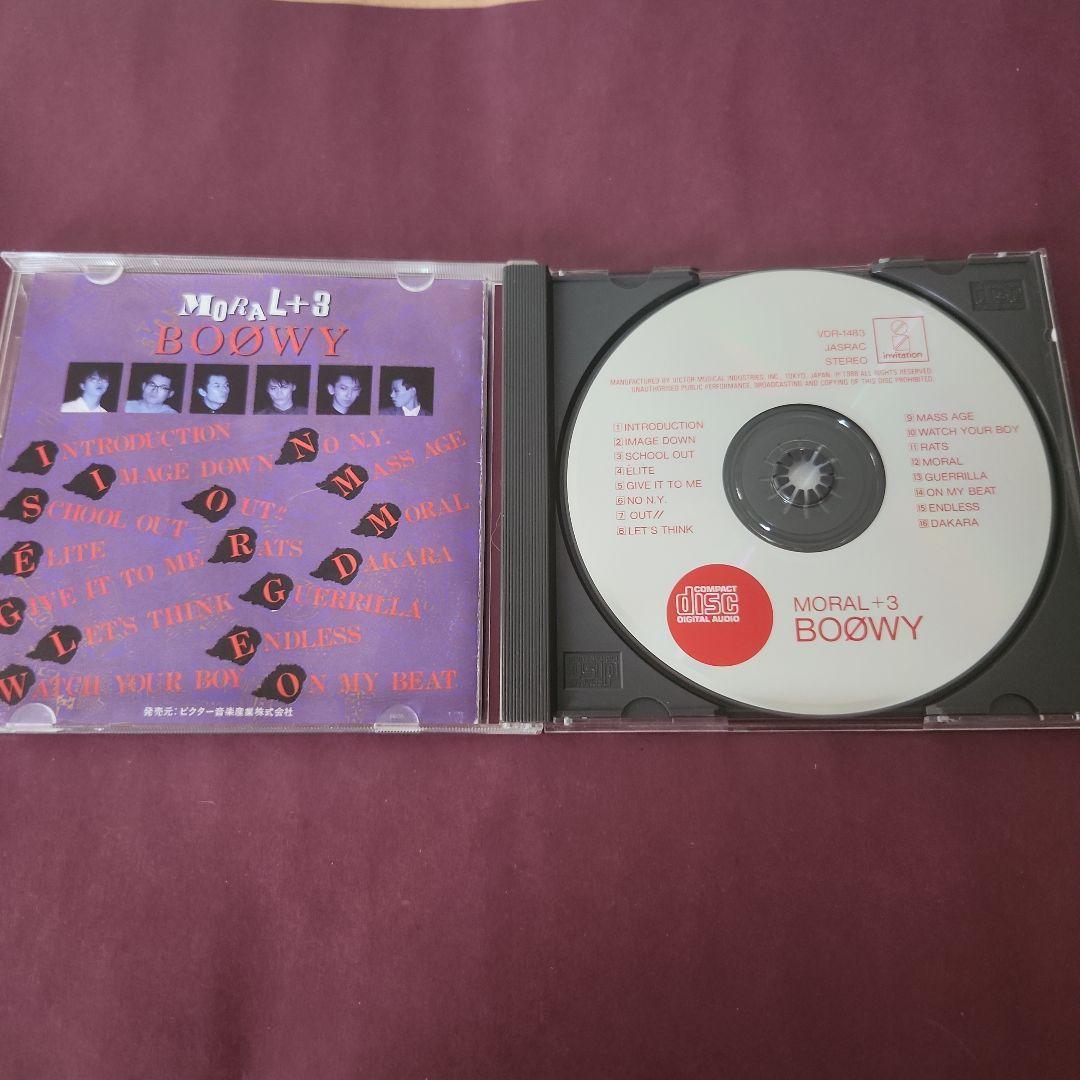 MORAL+3
BOØWY
INTRODUCTION
NO N.Y.
IMAGE DOWN
MASS AGE
SCHOOL OUT
OUT!!
MORAL
ÉLITE
RATS
DAKARA
GIVE IT TO ME
GUERRILLA
LET'S THINK
ENDLESS
WATCH YOUR BOY
ON MY BEAT
発売元:ビクター音楽産業株式会社
VDR-1483
JASRAC
STEREO
invitation
MANUFACTURED BY VICTOR MUSICAL INDUSTRIES, INC., TOKYO, JAPAN. ℗ 1988 ALL RIGHTS RESERVED.
UNAUTHORISED PUBLIC PERFORMANCE, BROADCASTING AND COPYING OF THIS DISC PROHIBITED.
1 INTRODUCTION
2 IMAGE DOWN
3 SCHOOL OUT
4 ÉLITE
5 GIVE IT TO ME
6 NO N.Y.
7 OUT!!
8 LET'S THINK
9 MASS AGE
10 WATCH YOUR BOY
11 RATS
12 MORAL
13 GUERRILLA
14 ON MY BEAT
15 ENDLESS
16 DAKARA
COMPACT
disc
DIGITAL AUDIO
MORAL+3
BOØWY